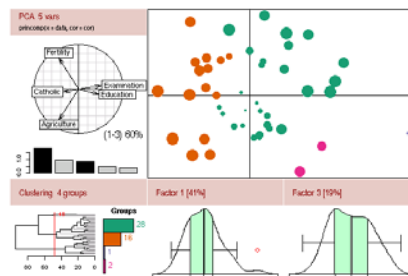 PCA 5 vars
princomp(x = data, cor = cor)
Fertility
Catholic
Examination
Education
Agriculture
(1-3) 60%
Clustering 4 groups
Factor 1 [41%]
Factor 3 [19%]
Groups
28
16
1
2